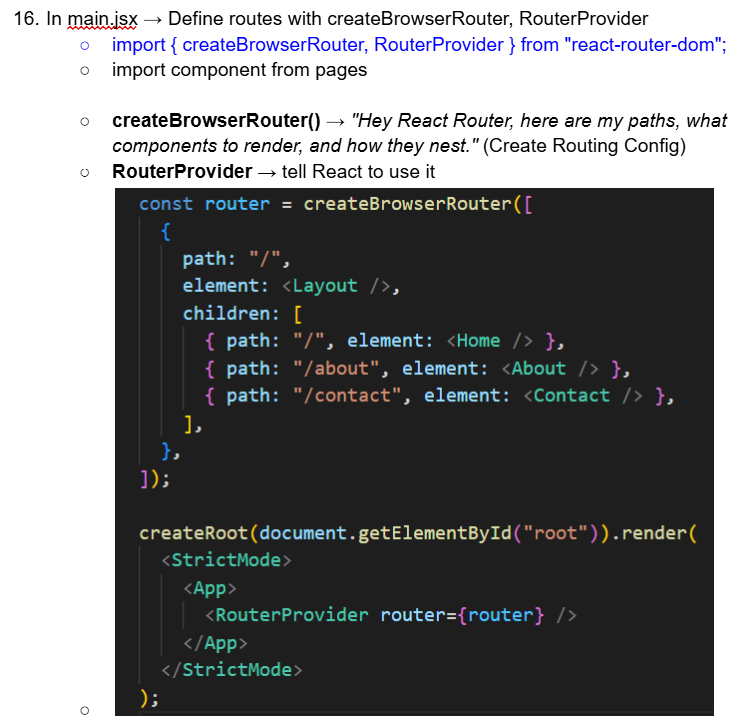 16. In main.jsx → Define routes with createBrowserRouter, RouterProvider
○ import { createBrowserRouter, RouterProvider } from "react-router-dom";
○ import component from pages
○ createBrowserRouter() → "Hey React Router, here are my paths, what
components to render, and how they nest." (Create Routing Config)
○ RouterProvider → tell React to use it
const router = createBrowserRouter([
  {
    path: "/",
    element: <Layout />,
    children: [
      { path: "/", element: <Home /> },
      { path: "/about", element: <About /> },
      { path: "/contact", element: <Contact /> },
    ],
  },
]);
createRoot(document.getElementById("root")).render(
  <StrictMode>
    <App>
      <RouterProvider router={router} />
    </App>
  </StrictMode>
);
○